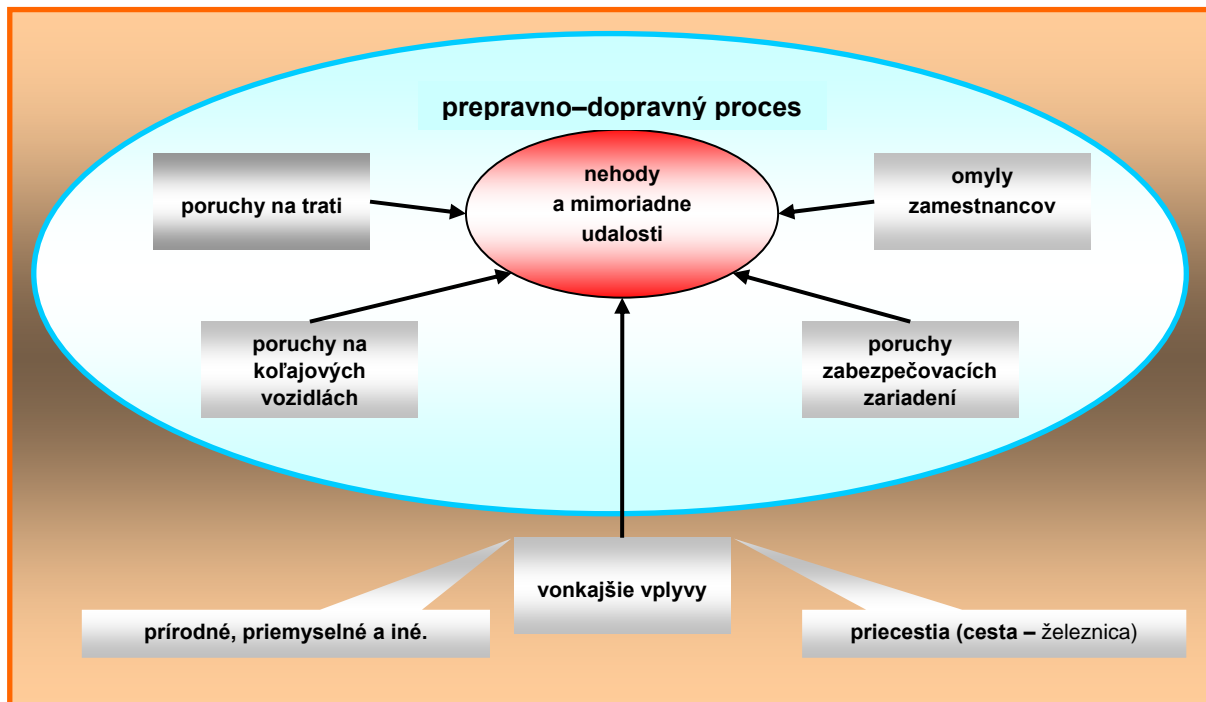 prepravno–dopravný proces
nehody
a mimoriadne
udalosti
poruchy na trati
omyly
zamestnancov
poruchy na
koľajových
vozidlách
poruchy
zabezpečovacích
zariadení
vonkajšie vplyvy
prírodné, priemyselné a iné.
priecestia (cesta – železnica)